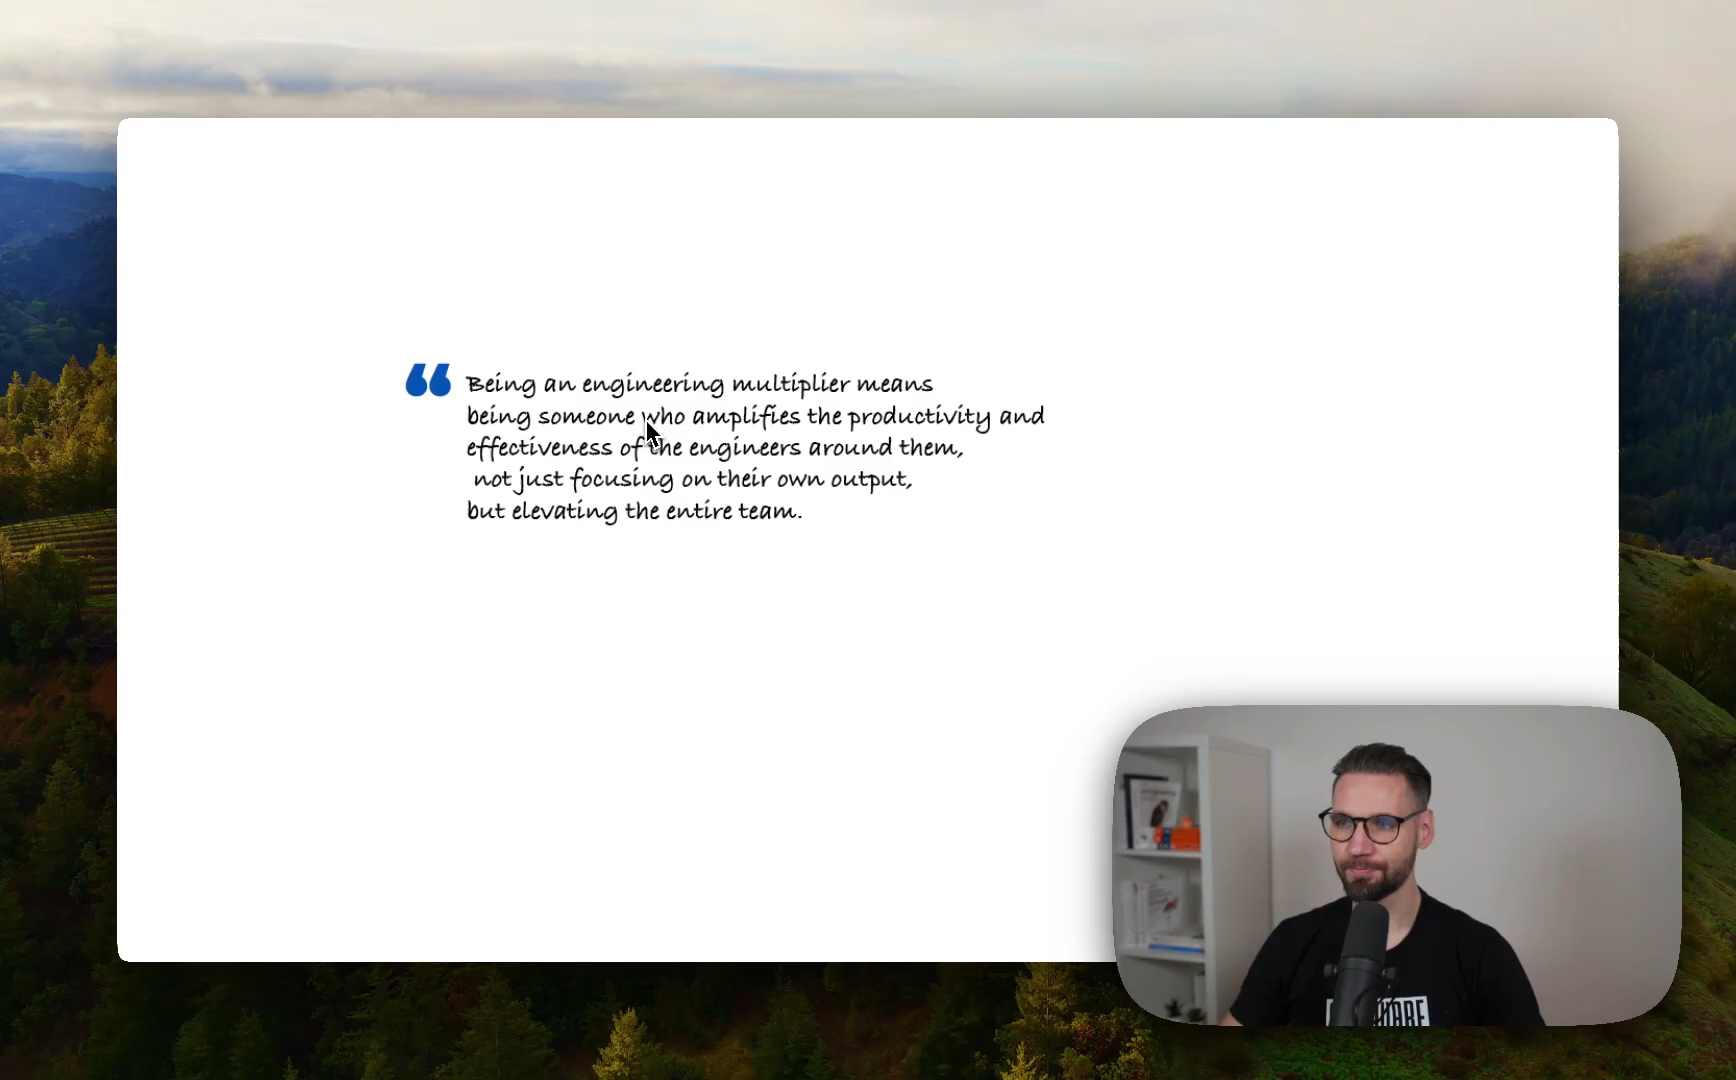 Being an engineering multiplier means
being someone who amplifies the productivity and
effectiveness of the engineers around them,
not just focusing on their own output,
but elevating the entire team.